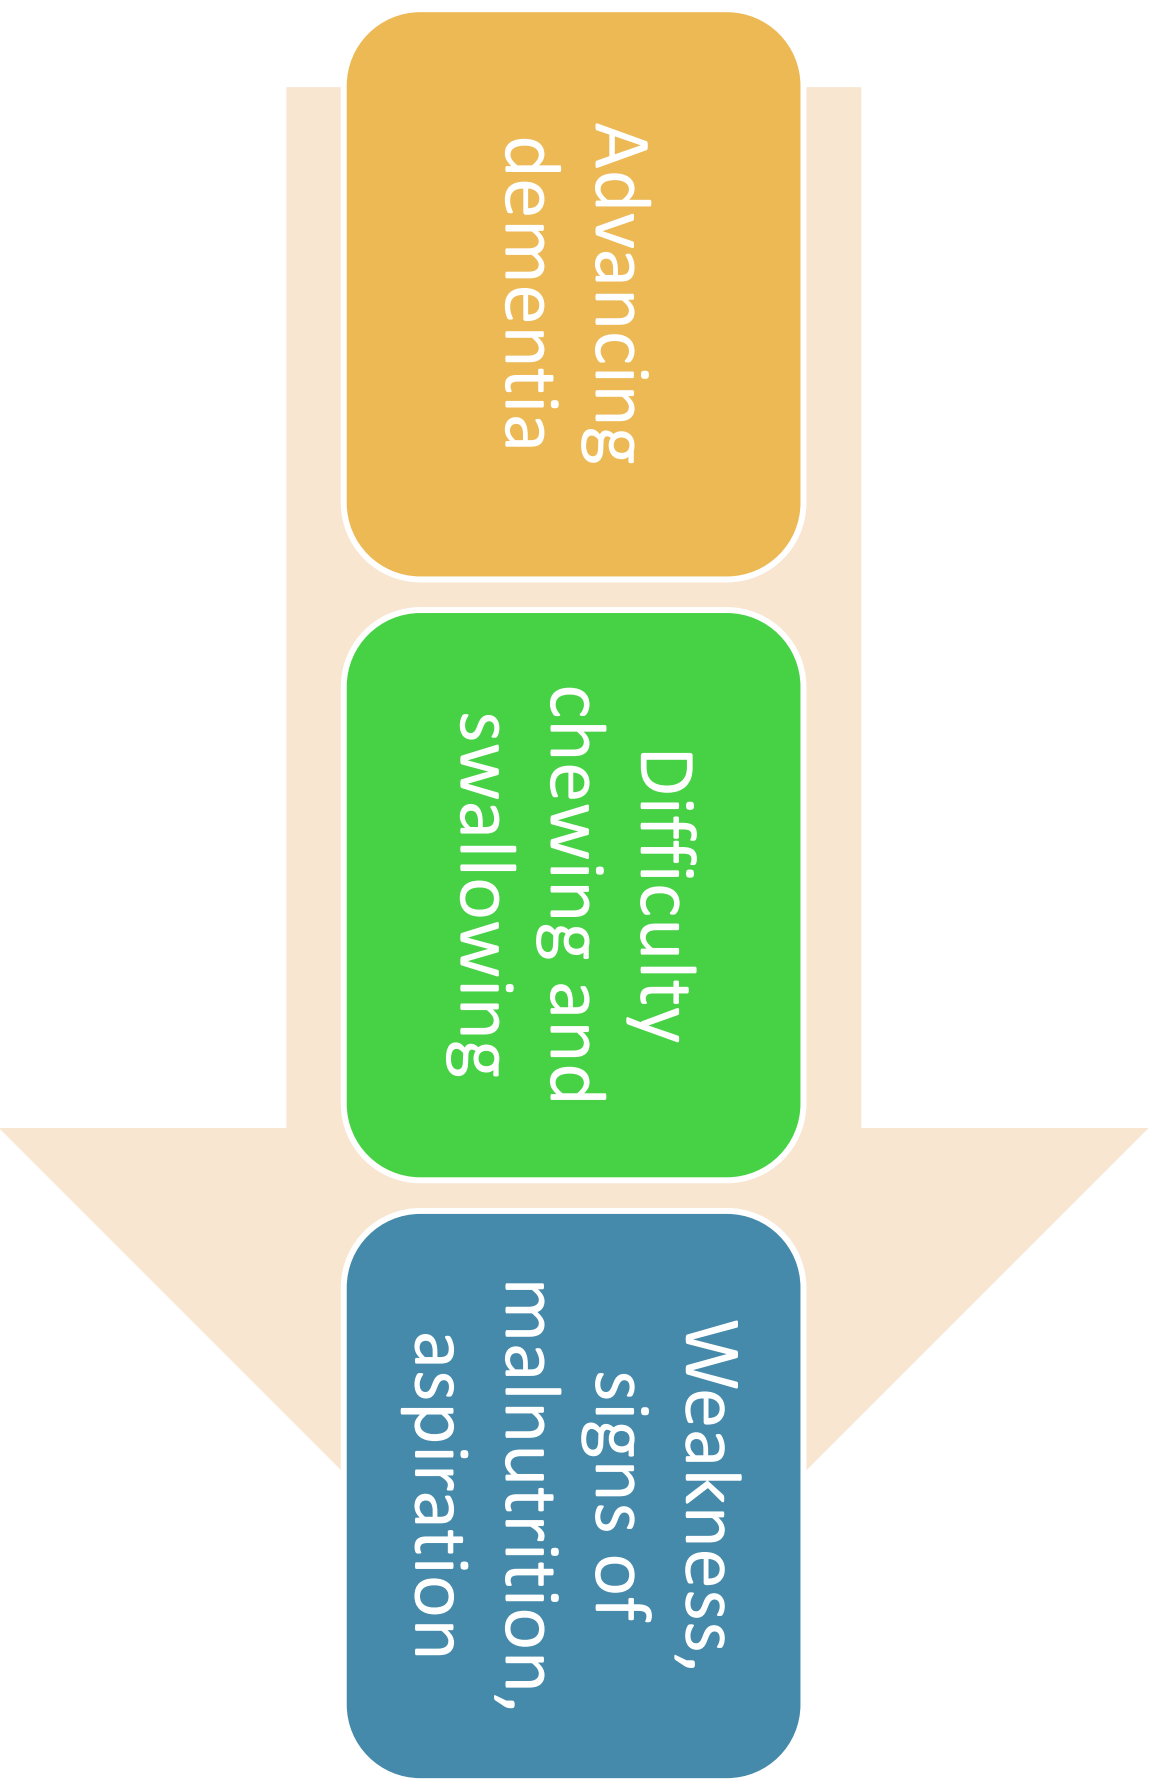 Advancing
dementia
Difficulty
chewing and
swallowing
Weakness,
signs of
malnutrition,
aspiration